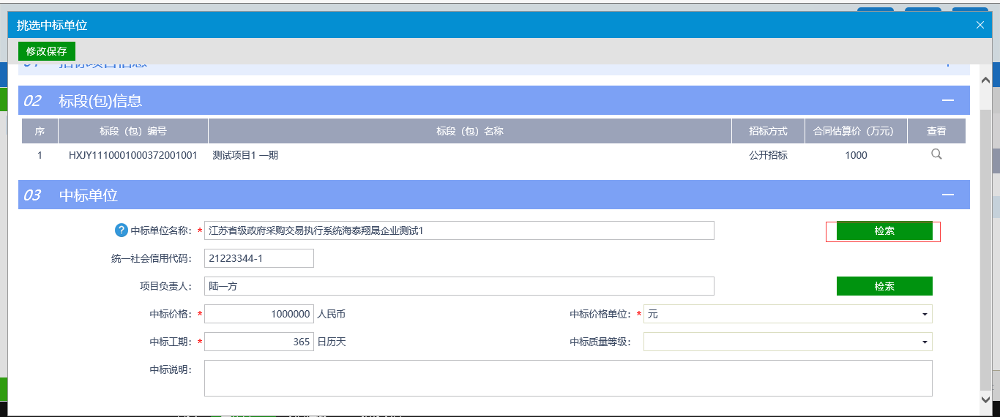 挑选中标单位
修改保存
01 招标项目信息
02 标段(包)信息
序 标段（包）编号 标段（包）名称 招标方式 合同估算价（万元） 查看
1 HXJY1110001000372001001 测试项目1 一期 公开招标 1000
03 中标单位
? 中标单位名称：* 江苏省级政府采购交易执行系统海泰翔晟企业测试1 检索
统一社会信用代码： 21223344-1
项目负责人： 陆一方 检索
中标价格：* 1000000 人民币 中标价格单位：* 元
中标工期：* 365 日历天 中标质量等级：
中标说明：